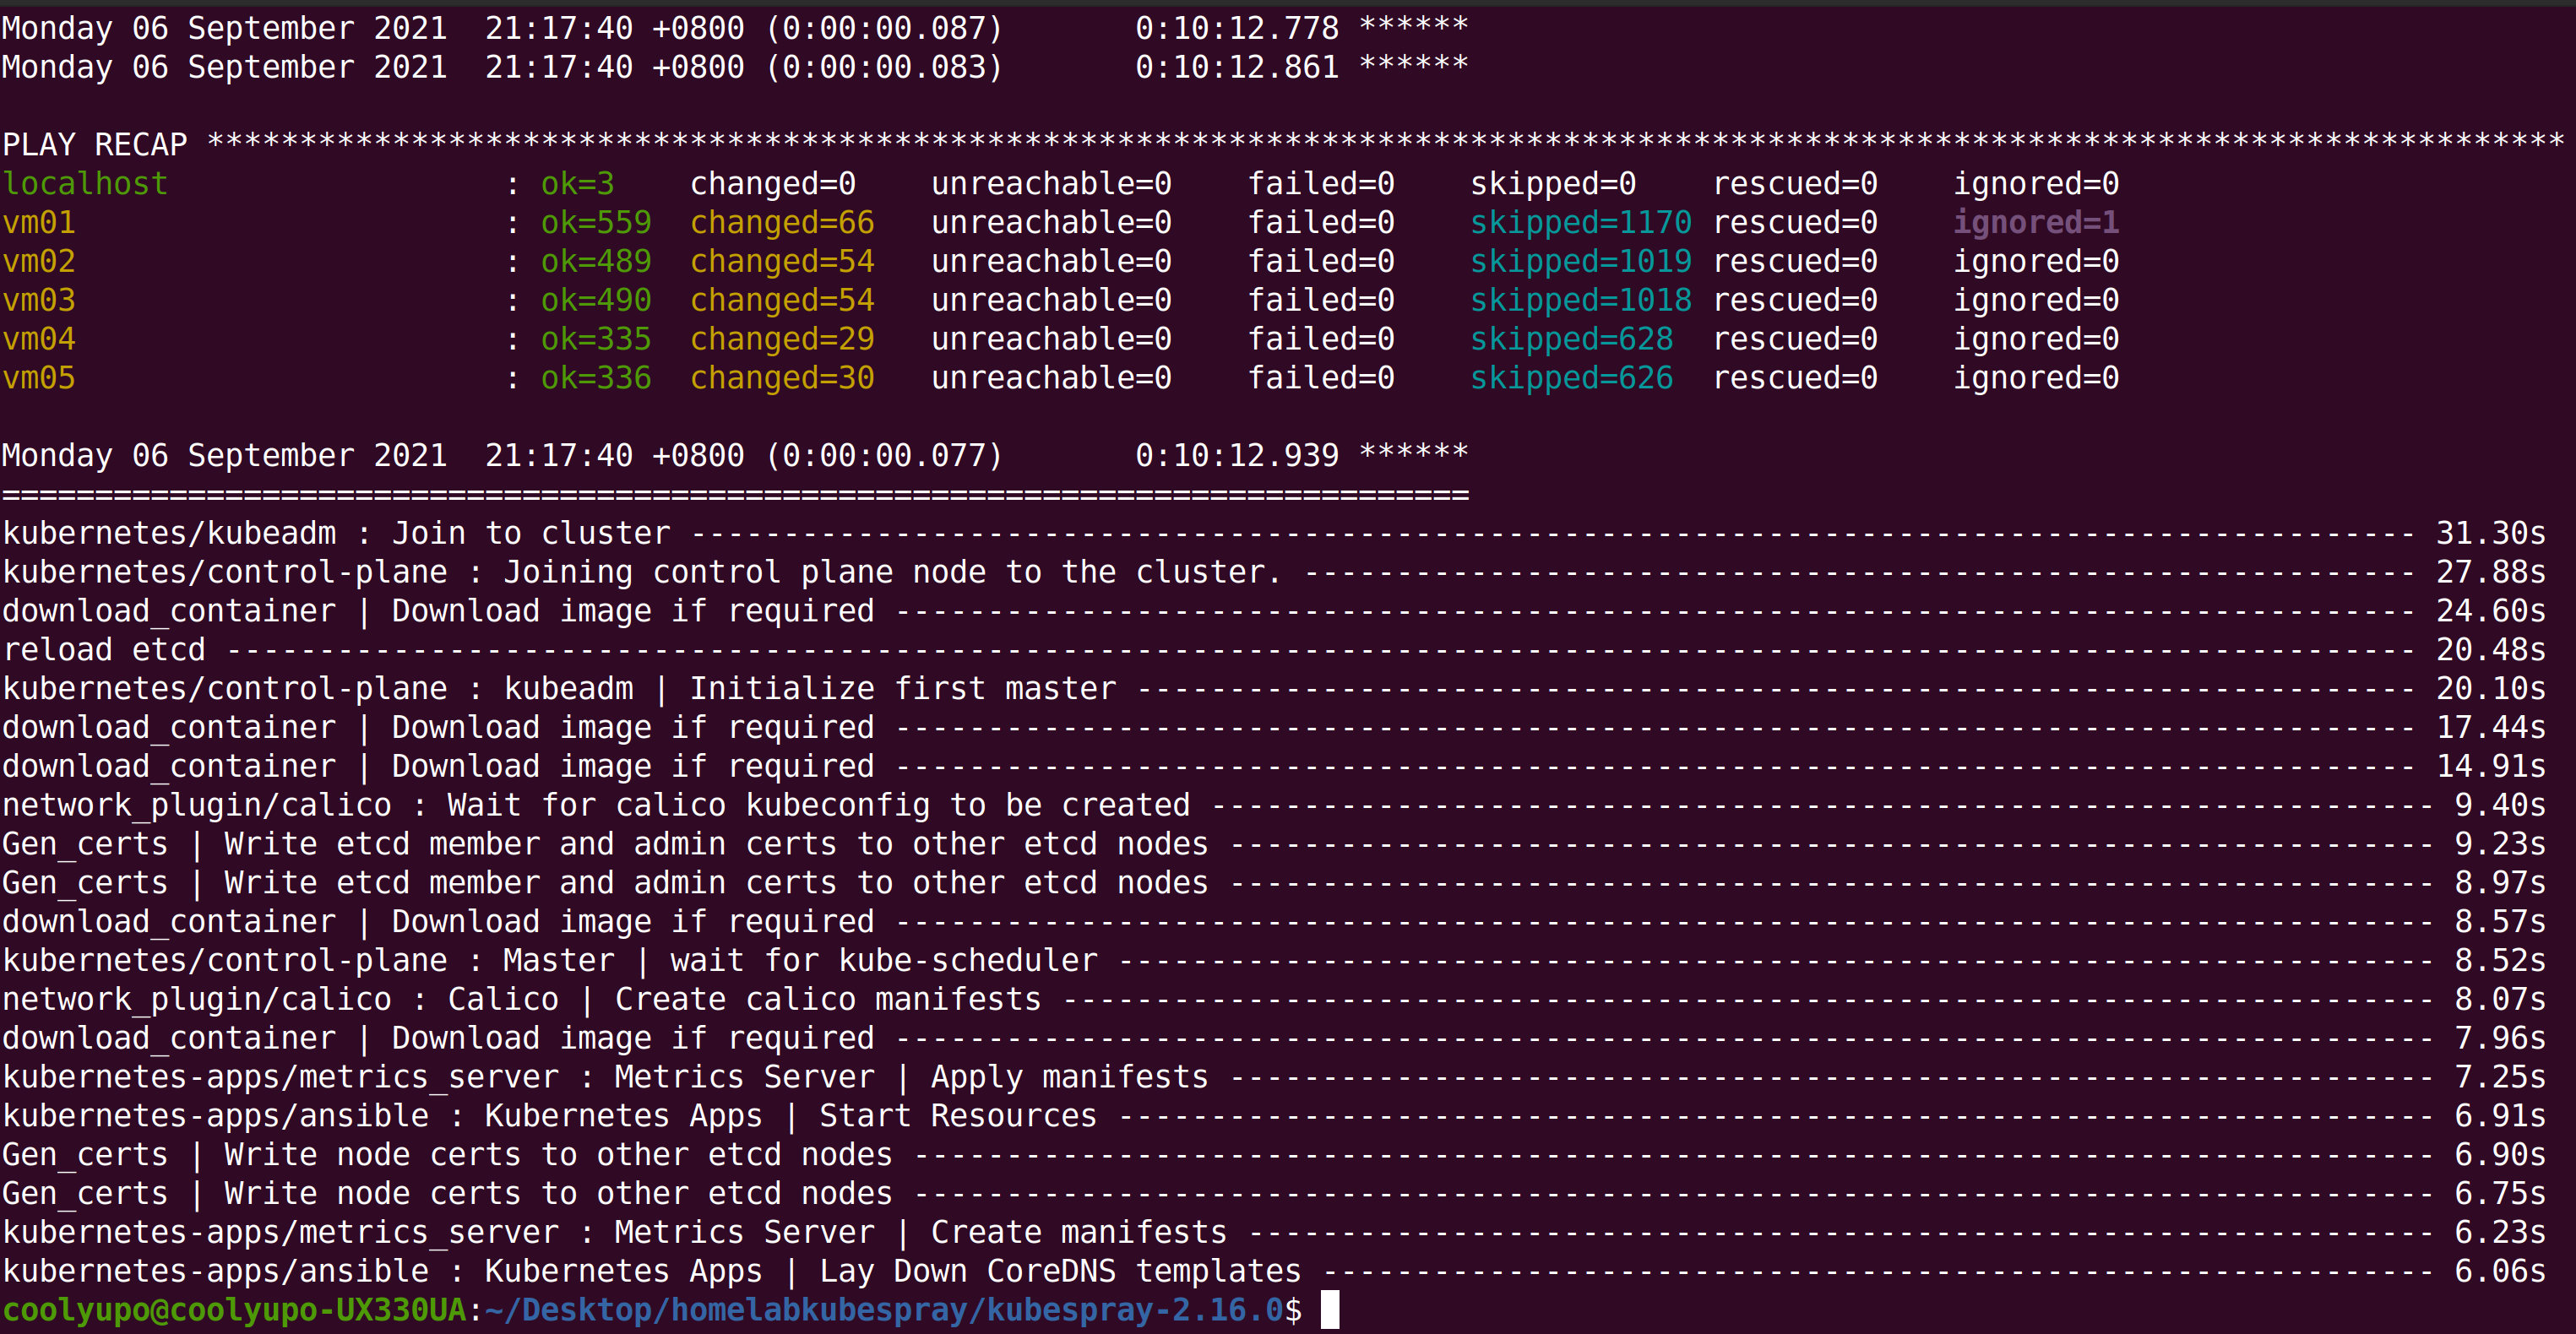 Monday 06 September 2021  21:17:40 +0800 (0:00:00.087)       0:10:12.778 ******
Monday 06 September 2021  21:17:40 +0800 (0:00:00.083)       0:10:12.861 ******
PLAY RECAP *******************************************************************************************************************************
localhost                  : ok=3    changed=0    unreachable=0    failed=0    skipped=0    rescued=0    ignored=0
vm01                       : ok=559  changed=66   unreachable=0    failed=0    skipped=1170 rescued=0    ignored=1
vm02                       : ok=489  changed=54   unreachable=0    failed=0    skipped=1019 rescued=0    ignored=0
vm03                       : ok=490  changed=54   unreachable=0    failed=0    skipped=1018 rescued=0    ignored=0
vm04                       : ok=335  changed=29   unreachable=0    failed=0    skipped=628  rescued=0    ignored=0
vm05                       : ok=336  changed=30   unreachable=0    failed=0    skipped=626  rescued=0    ignored=0
Monday 06 September 2021  21:17:40 +0800 (0:00:00.077)       0:10:12.939 ******
===============================================================================
kubernetes/kubeadm : Join to cluster --------------------------------------------------------------------------------------------- 31.30s
kubernetes/control-plane : Joining control plane node to the cluster. ------------------------------------------------------------ 27.88s
download_container | Download image if required ---------------------------------------------------------------------------------- 24.60s
reload etcd ---------------------------------------------------------------------------------------------------------------------- 20.48s
kubernetes/control-plane : kubeadm | Initialize first master --------------------------------------------------------------------- 20.10s
download_container | Download image if required ---------------------------------------------------------------------------------- 17.44s
download_container | Download image if required ---------------------------------------------------------------------------------- 14.91s
network_plugin/calico : Wait for calico kubeconfig to be created ------------------------------------------------------------------ 9.40s
Gen_certs | Write etcd member and admin certs to other etcd nodes ----------------------------------------------------------------- 9.23s
Gen_certs | Write etcd member and admin certs to other etcd nodes ----------------------------------------------------------------- 8.97s
download_container | Download image if required ----------------------------------------------------------------------------------- 8.57s
kubernetes/control-plane : Master | wait for kube-scheduler ----------------------------------------------------------------------- 8.52s
network_plugin/calico : Calico | Create calico manifests -------------------------------------------------------------------------- 8.07s
download_container | Download image if required ----------------------------------------------------------------------------------- 7.96s
kubernetes-apps/metrics_server : Metrics Server | Apply manifests ----------------------------------------------------------------- 7.25s
kubernetes-apps/ansible : Kubernetes Apps | Start Resources ----------------------------------------------------------------------- 6.91s
Gen_certs | Write node certs to other etcd nodes ---------------------------------------------------------------------------------- 6.90s
Gen_certs | Write node certs to other etcd nodes ---------------------------------------------------------------------------------- 6.75s
kubernetes-apps/metrics_server : Metrics Server | Create manifests ---------------------------------------------------------------- 6.23s
kubernetes-apps/ansible : Kubernetes Apps | Lay Down CoreDNS templates ------------------------------------------------------------ 6.06s
coolyupo@coolyupo-UX330UA:~/Desktop/homelabkubespray/kubespray-2.16.0$